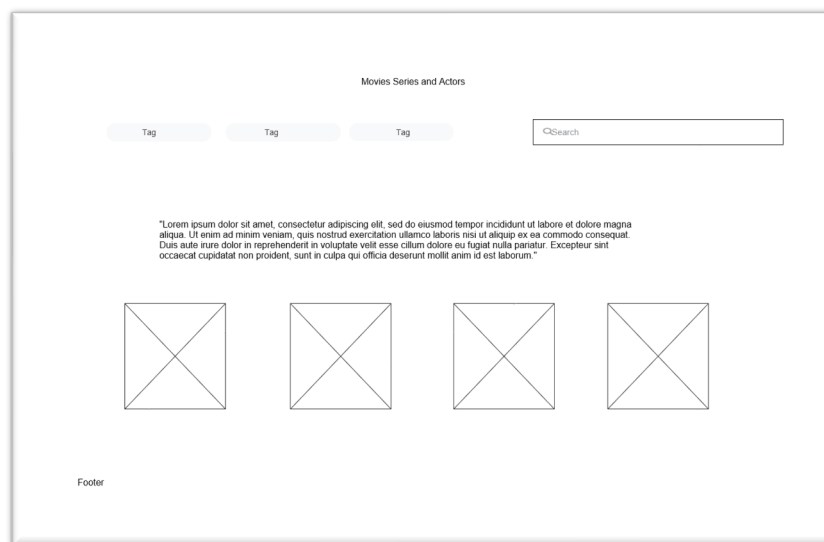 Movies Series and Actors
Tag
Tag
Tag
Search
"Lorem ipsum dolor sit amet, consectetur adipiscing elit, sed do eiusmod tempor incididunt ut labore et dolore magna
aliqua. Ut enim ad minim veniam, quis nostrud exercitation ullamco laboris nisi ut aliquip ex ea commodo consequat.
Duis aute irure dolor in reprehenderit in voluptate velit esse cillum dolore eu fugiat nulla pariatur. Excepteur sint
occaecat cupidatat non proident, sunt in culpa qui officia deserunt mollit anim id est laborum."
Footer